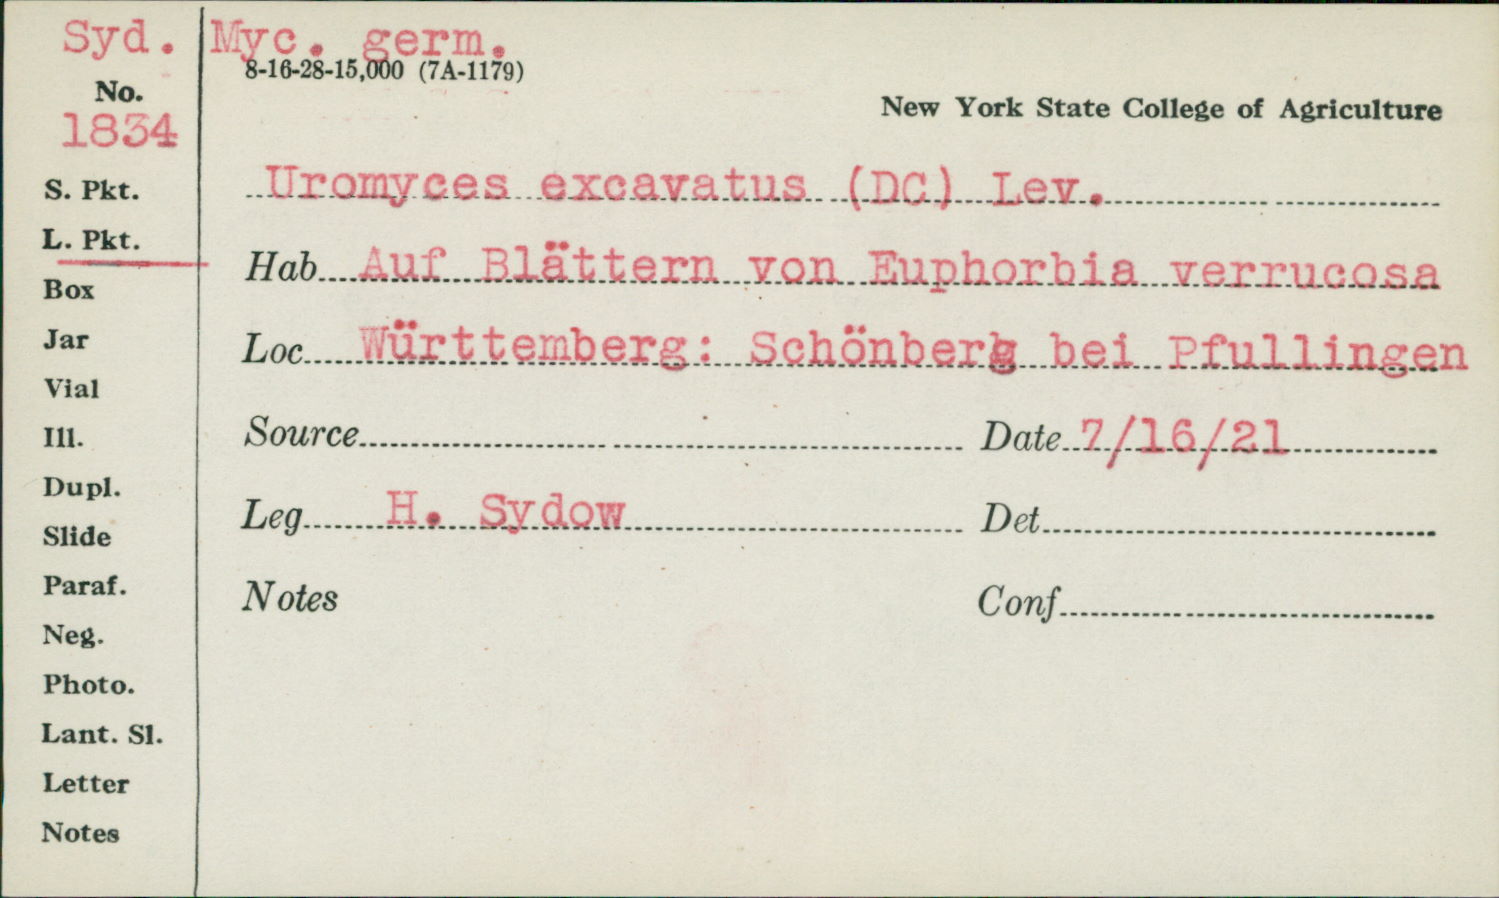 Syd. Myc. germ.
8-16-28-15,000 (7A-1179)
No.
1834
New York State College of Agriculture
S. Pkt.
Uromyces excavatus (DC) Lev.
L. Pkt.
Hab. Auf Blättern von Euphorbia verrucosa
Box
Jar
Loc. Württemberg: Schönberg bei Pfullingen
Vial
Ill.
Source
Date 7/16/21
Dupl.
Leg. H. Sydow
Det.
Slide
Paraf.
Notes
Conf.
Neg.
Photo.
Lant. Sl.
Letter
Notes